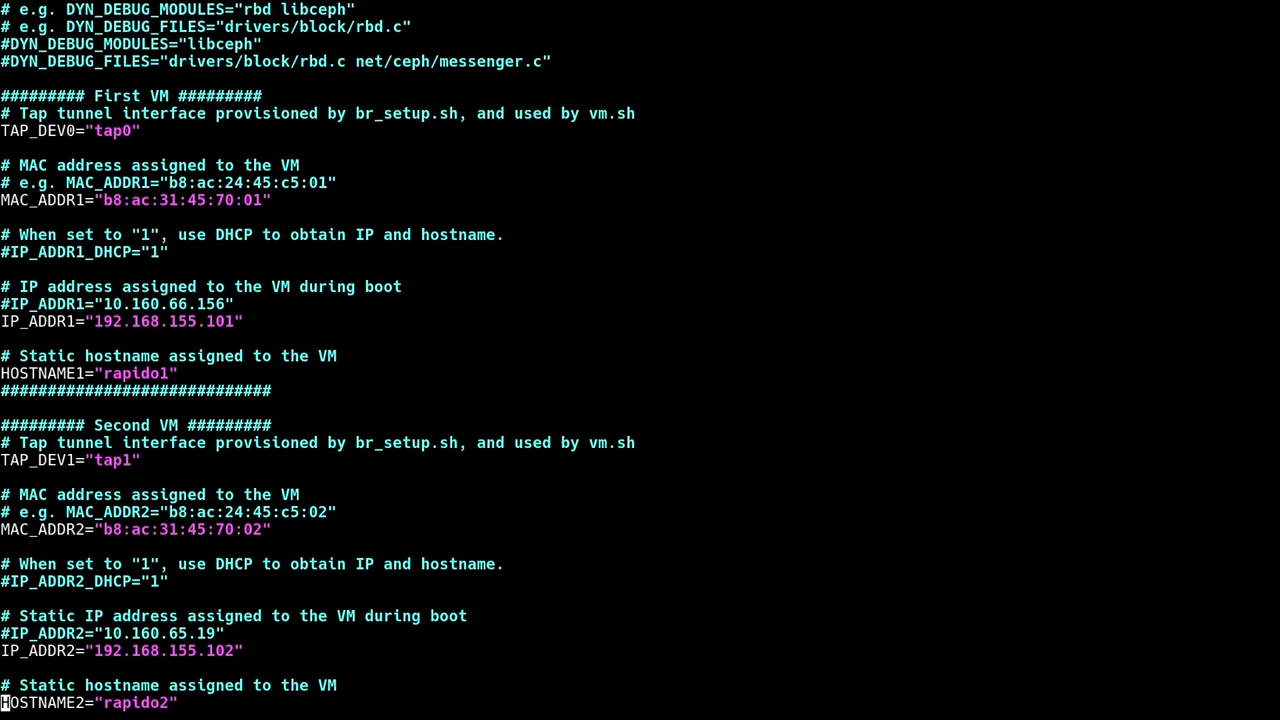 # e.g. DYN_DEBUG_MODULES="rbd libceph"
# e.g. DYN_DEBUG_FILES="drivers/block/rbd.c"
#DYN_DEBUG_MODULES="libceph"
#DYN_DEBUG_FILES="drivers/block/rbd.c net/ceph/messenger.c"

######### First VM #########
# Tap tunnel interface provisioned by br_setup.sh, and used by vm.sh
TAP_DEV0="tap0"

# MAC address assigned to the VM
# e.g. MAC_ADDR1="b8:ac:24:45:c5:01"
MAC_ADDR1="b8:ac:31:45:70:01"

# When set to "1", use DHCP to obtain IP and hostname.
#IP_ADDR1_DHCP="1"

# IP address assigned to the VM during boot
#IP_ADDR1="10.160.66.156"
IP_ADDR1="192.168.155.101"

# Static hostname assigned to the VM
HOSTNAME1="rapido1"
#############################

######### Second VM #########
# Tap tunnel interface provisioned by br_setup.sh, and used by vm.sh
TAP_DEV1="tap1"

# MAC address assigned to the VM
# e.g. MAC_ADDR2="b8:ac:24:45:c5:02"
MAC_ADDR2="b8:ac:31:45:70:02"

# When set to "1", use DHCP to obtain IP and hostname.
#IP_ADDR2_DHCP="1"

# Static IP address assigned to the VM during boot
#IP_ADDR2="10.160.65.19"
IP_ADDR2="192.168.155.102"

# Static hostname assigned to the VM
HOSTNAME2="rapido2"